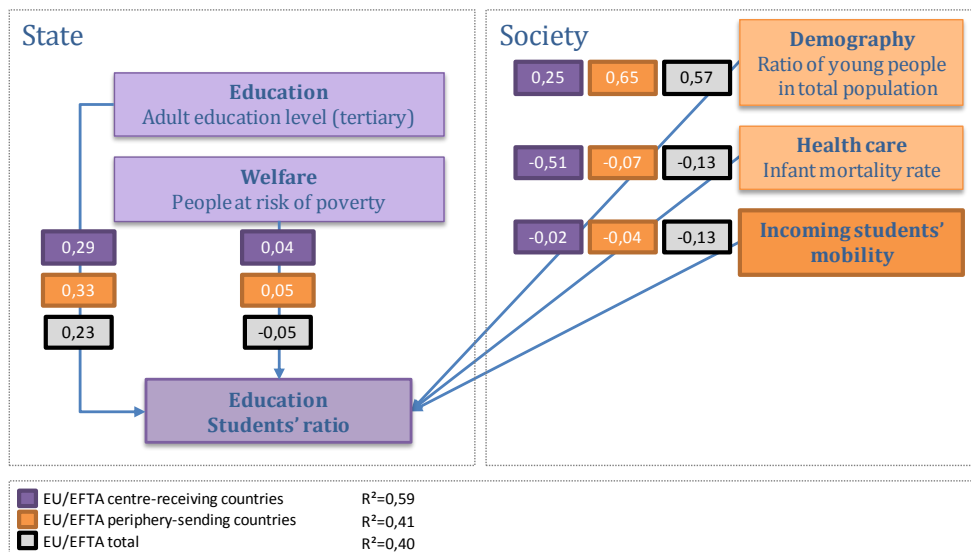 State
Education
Adult education level (tertiary)
Welfare
People at risk of poverty
0,29
0,04
0,33
0,05
0,23
-0,05
Education
Students' ratio
Society
0,25 0,65 0,57
Demography
Ratio of young people
in total population
-0,51 -0,07 -0,13
Health care
Infant mortality rate
-0,02 -0,04 -0,13
Incoming students'
mobility
EU/EFTA centre-receiving countries R²=0,59
EU/EFTA periphery-sending countries R²=0,41
EU/EFTA total R²=0,40